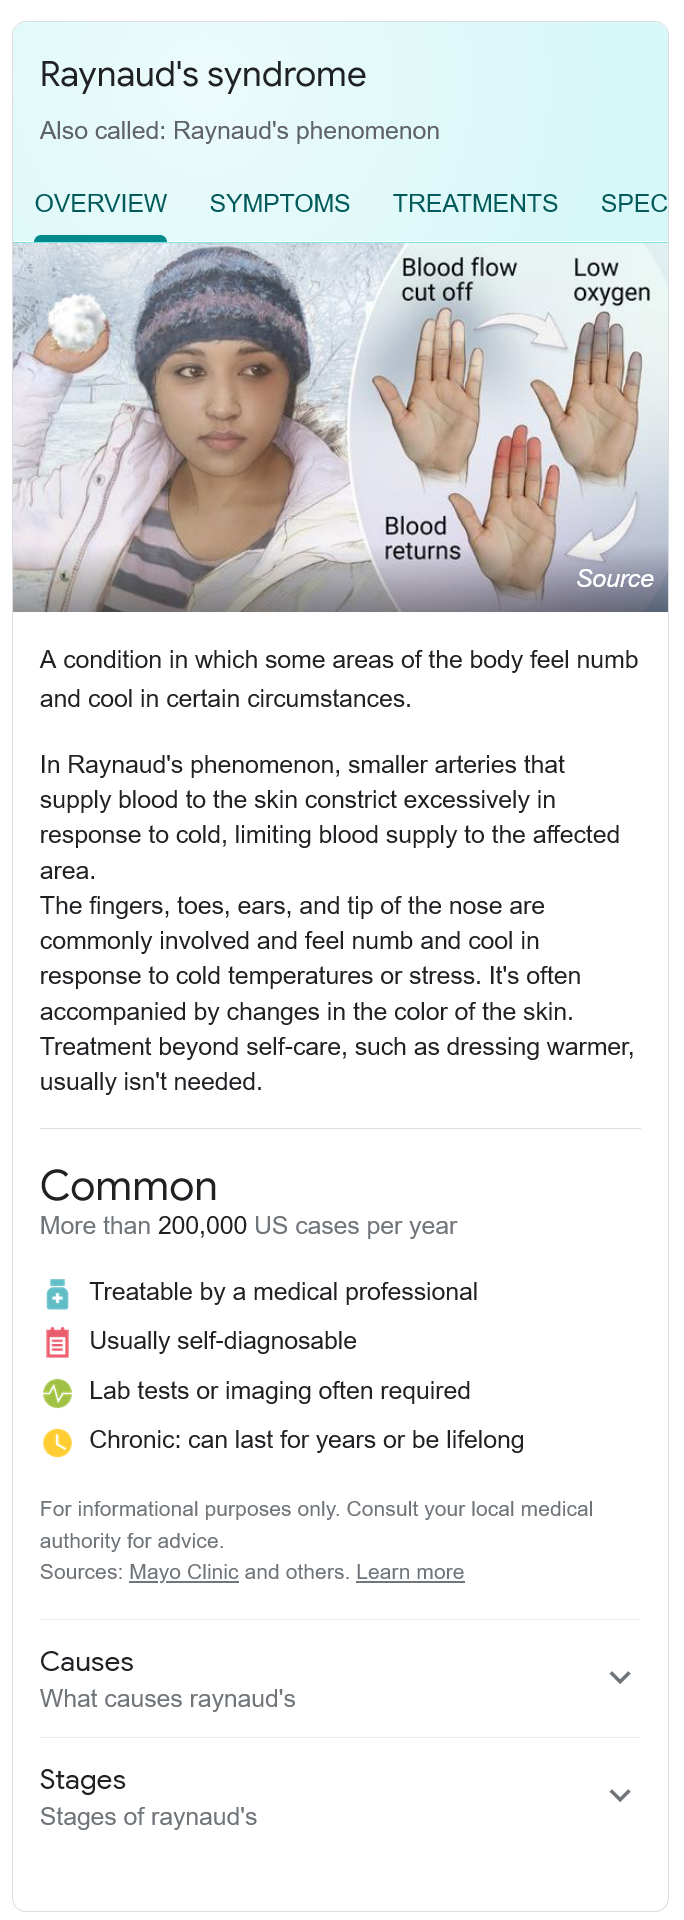 Raynaud's syndrome
Also called: Raynaud's phenomenon
OVERVIEW SYMPTOMS TREATMENTS SPEC
Blood flow
cut off
Low
oxygen
Blood
returns
Source
A condition in which some areas of the body feel numb
and cool in certain circumstances.
In Raynaud's phenomenon, smaller arteries that
supply blood to the skin constrict excessively in
response to cold, limiting blood supply to the affected
area.
The fingers, toes, ears, and tip of the nose are
commonly involved and feel numb and cool in
response to cold temperatures or stress. It's often
accompanied by changes in the color of the skin.
Treatment beyond self-care, such as dressing warmer,
usually isn't needed.
Common
More than 200,000 US cases per year
Treatable by a medical professional
Usually self-diagnosable
Lab tests or imaging often required
Chronic: can last for years or be lifelong
For informational purposes only. Consult your local medical
authority for advice.
Sources: Mayo Clinic and others. Learn more
Causes
What causes raynaud's
Stages
Stages of raynaud's